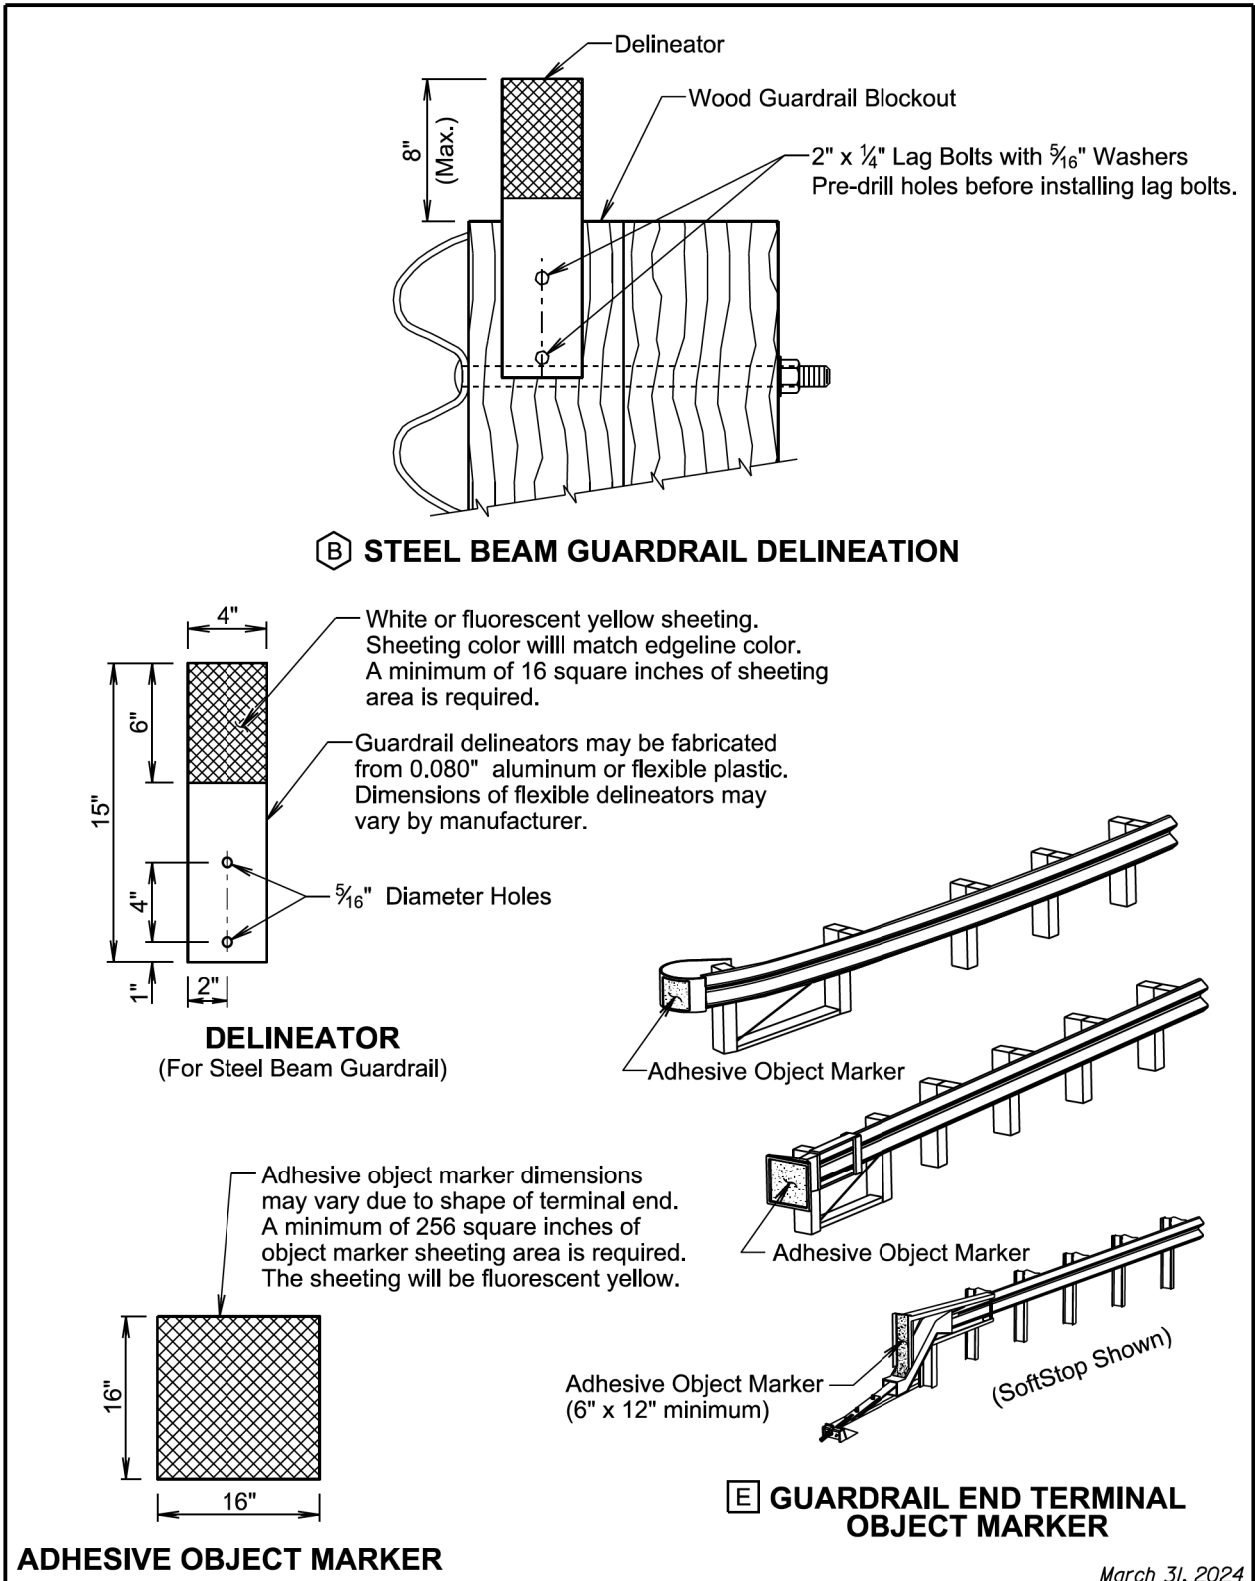 Delineator
Wood Guardrail Blockout
8"
(Max.)
2" x 1/4" Lag Bolts with 5/16" Washers
Pre-drill holes before installing lag bolts.
B STEEL BEAM GUARDRAIL DELINEATION
4"
White or fluorescent yellow sheeting.
Sheeting color willl match edgeline color.
A minimum of 16 square inches of sheeting
area is required.
6"
15"
Guardrail delineators may be fabricated
from 0.080" aluminum or flexible plastic.
Dimensions of flexible delineators may
vary by manufacturer.
4"
5/16" Diameter Holes
1"
2"
DELINEATOR
(For Steel Beam Guardrail)
Adhesive Object Marker
Adhesive object marker dimensions
may vary due to shape of terminal end.
A minimum of 256 square inches of
object marker sheeting area is required.
The sheeting will be fluorescent yellow.
Adhesive Object Marker
16"
16"
Adhesive Object Marker
(6" x 12" minimum)
(SoftStop Shown)
E GUARDRAIL END TERMINAL
OBJECT MARKER
ADHESIVE OBJECT MARKER
March 31, 2024